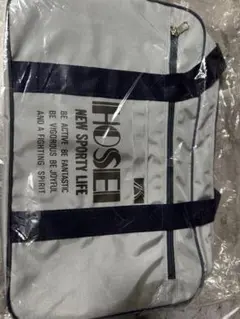 HOSEI
NEW SPORTY LIFE
BE ACTIVE BE FANTASTIC
BE VIGOROUS BE JOYFUL
AND A FIGHTING SPIRIT.